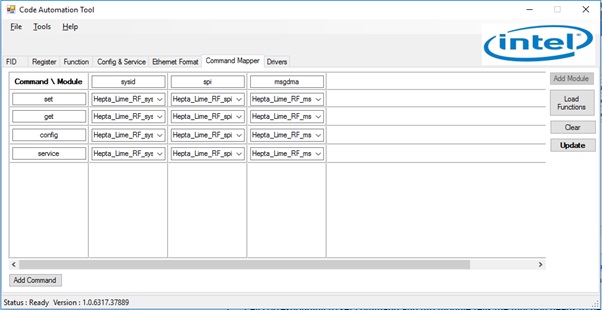 Code Automation Tool
File Tools Help
intel
FID Register Function Config & Service Ethernet Format Command Mapper Drivers
Command \ Module sysid spi msgdma Add Module
set Hepta_Lime_RF_sys Hepta_Lime_RF_spi Hepta_Lime_RF_ms Load
Functions
get Hepta_Lime_RF_sys Hepta_Lime_RF_spi Hepta_Lime_RF_ms
config Hepta_Lime_RF_sys Hepta_Lime_RF_spi Hepta_Lime_RF_ms Clear
service Hepta_Lime_RF_sys Hepta_Lime_RF_spi Hepta_Lime_RF_ms Update
Add Command
Status : Ready Version : 1.0.6317.37889